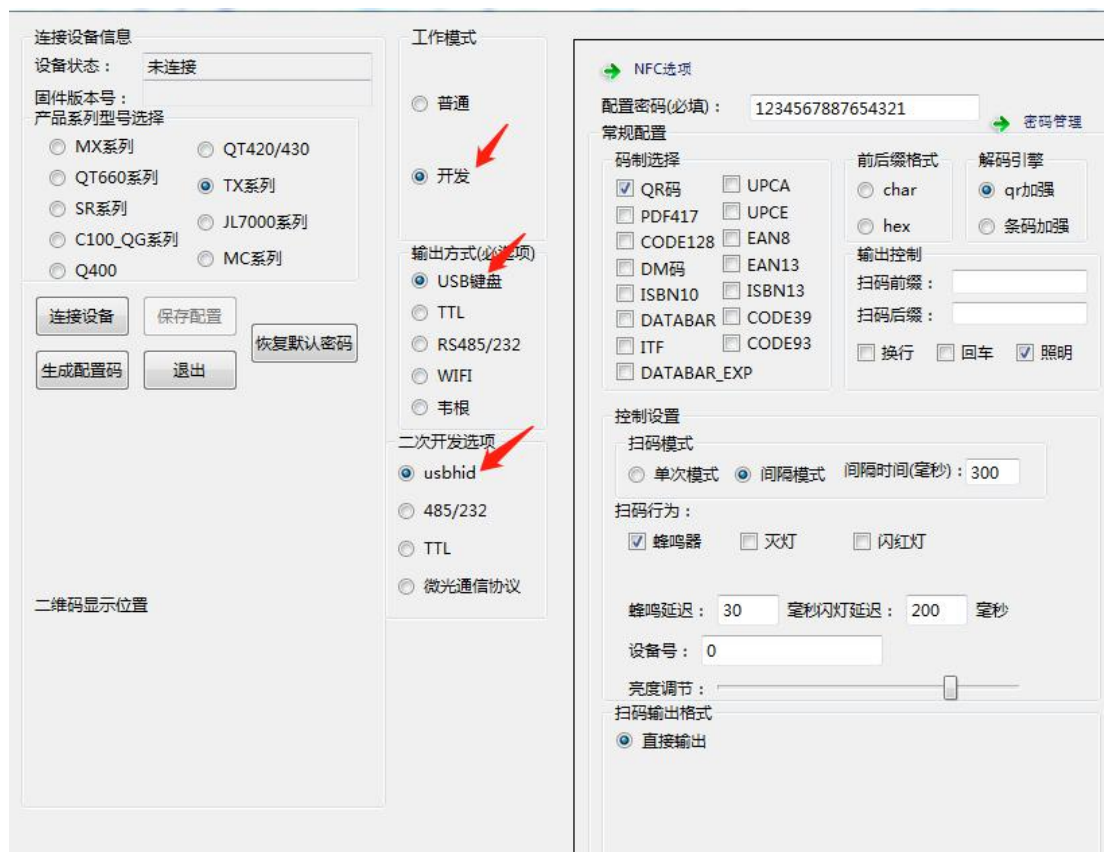 连接设备信息
设备状态： 未连接
固件版本号：
产品系列型号选择
MX系列 QT420/430
QT660系列 TX系列
SR系列 JL7000系列
C100_QG系列 MC系列
Q400
连接设备 保存配置 恢复默认密码
生成配置码 退出
二维码显示位置
工作模式
普通
开发
输出方式(必选项)
USB键盘
TTL
RS485/232
WIFI
韦根
二次开发选项
usbhid
485/232
TTL
微光通信协议
NFC选项
配置密码(必填)： 1234567887654321 密码管理
常规配置
码制选择
QR码 UPCA
PDF417 UPCE
CODE128 EAN8
DM码 EAN13
ISBN10 ISBN13
DATABAR CODE39
ITF CODE93
DATABAR_EXP
前后缀格式
char
hex
解码引擎
qr加强
条码加强
输出控制
扫码前缀：
扫码后缀：
换行 回车 照明
控制设置
扫码模式
单次模式 间隔模式 间隔时间(毫秒)： 300
扫码行为：
蜂鸣器 灭灯 闪红灯
蜂鸣延迟： 30 毫秒闪灯延迟： 200 毫秒
设备号： 0
亮度调节：
扫码输出格式
直接输出